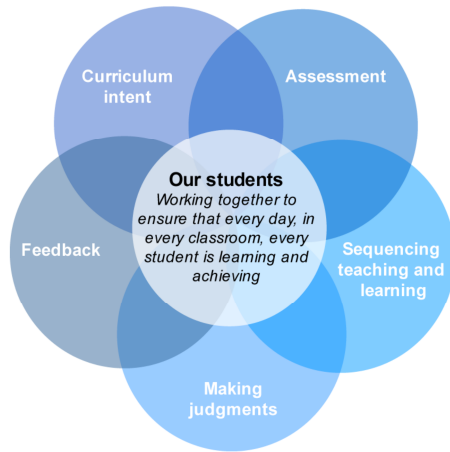 Curriculum
intent
Assessment
Our students
Working together to
ensure that every day, in
every classroom, every
student is learning and
achieving
Feedback
Sequencing
teaching and
learning
Making
judgments